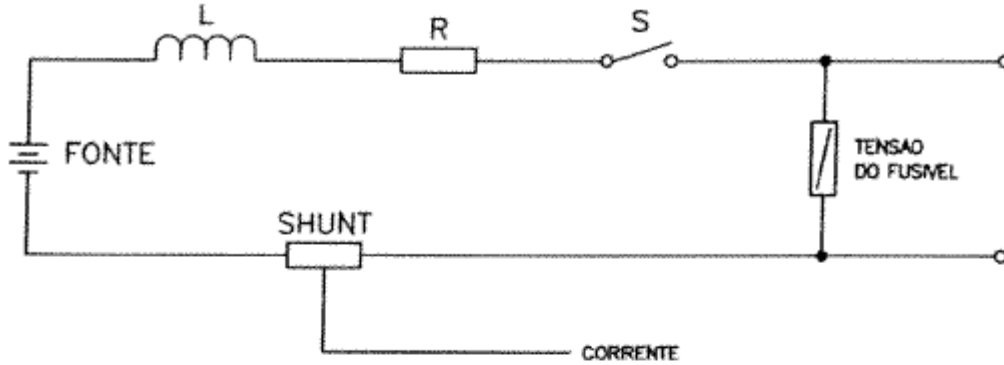 L
R
S
FONTE
TENSAO
DO FUSIVEL
SHUNT
CORRENTE